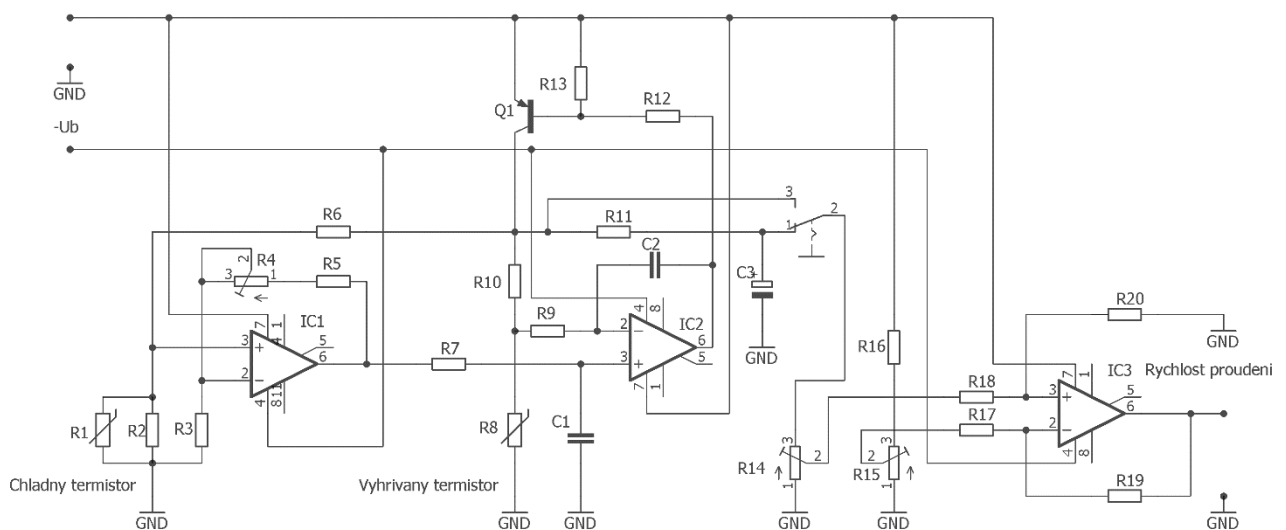 GND
-Ub
R13
R12
Q1
3
2
1
R6
R11
C2
C3
+
2
R4
3
1
R5
R10
R20
GND
IC1
7
1
4
5
3
+
6
2
-
4
8
1
R9
4
8
IC2
2
-
6
5
3
+
7
1
GND
R7
R16
R18
R17
IC3
Rychlost proudeni
7
1
5
3
+
6
2
-
4
8
R1
R2
R3
R8
C1
R14
3
2
1
R15
3
2
1
R19
Chladny termistor
Vyhrivany termistor
GND
GND
GND
GND
GND
GND